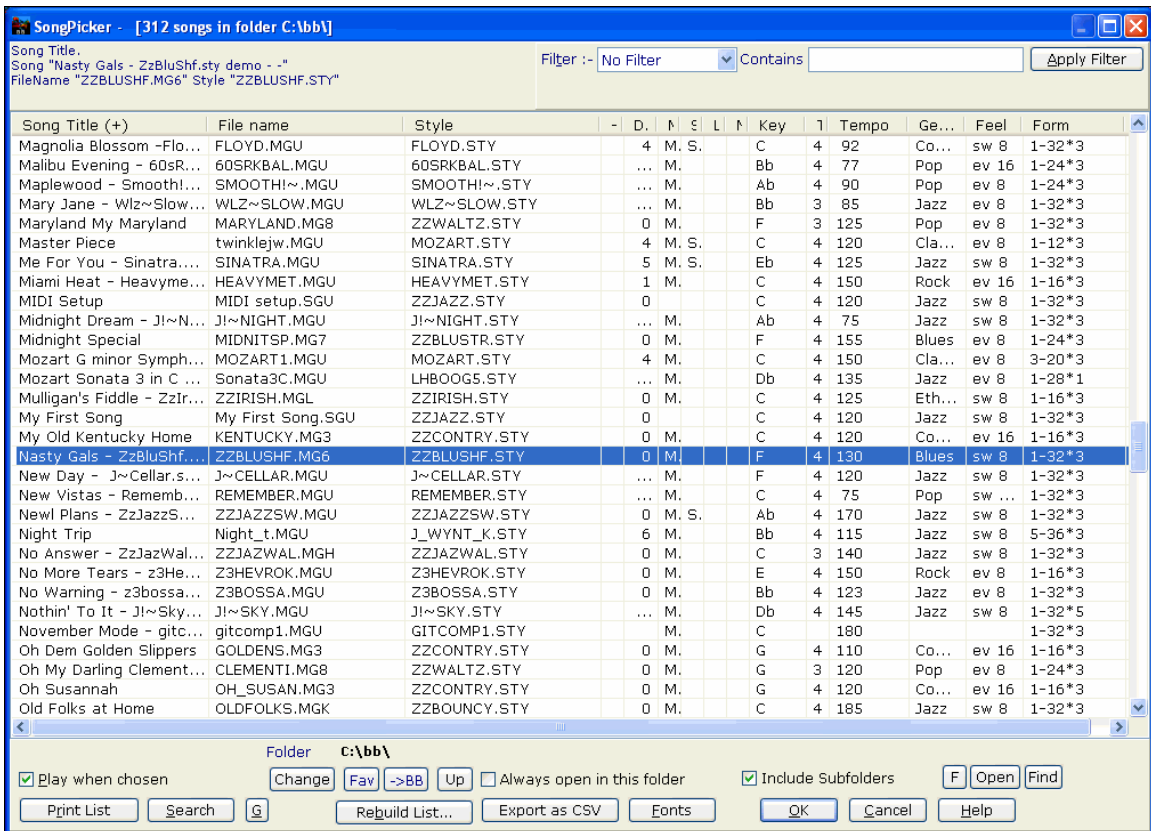 SongPicker - [312 songs in folder C:\bb\]
Song Title.
Song "Nasty Gals - ZzBluShf.sty demo - -"
FileName "ZZBLUSHF.MG6" Style "ZZBLUSHF.STY"
Filter :- No Filter Contains Apply Filter
Song Title (+) File name Style - D. M S L N Key T Tempo Ge... Feel Form
Magnolia Blossom -Flo... FLOYD.MGU FLOYD.STY 4 M. S. C 4 92 Co... sw 8 1-32*3
Malibu Evening - 60sR... 60SRKBAL.MGU 60SRKBAL.STY ... M. Bb 4 77 Pop ev 16 1-24*3
Maplewood - Smooth!... SMOOTH!~.MGU SMOOTH!~.STY ... M. Ab 4 90 Pop ev 8 1-24*3
Mary Jane - Wlz~Slow... WLZ~SLOW.MGU WLZ~SLOW.STY ... M. Bb 3 85 Jazz ev 8 1-32*3
Maryland My Maryland MARYLAND.MG8 ZZWALTZ.STY 0 M. F 3 125 Pop ev 8 1-32*3
Master Piece twinklejw.MGU MOZART.STY 4 M. S. C 4 120 Cla... ev 8 1-12*3
Me For You - Sinatra.... SINATRA.MGU SINATRA.STY 5 M. S. Eb 4 125 Jazz sw 8 1-32*3
Miami Heat - Heavyme... HEAVYMET.MGU HEAVYMET.STY 1 M. C 4 150 Rock ev 16 1-16*3
MIDI Setup MIDI setup.SGU ZZJAZZ.STY 0 C 4 120 Jazz sw 8 1-32*3
Midnight Dream - J!~N... J!~NIGHT.MGU J!~NIGHT.STY ... M. Ab 4 75 Jazz sw 8 1-32*3
Midnight Special MIDNITSP.MG7 ZZBLUSTR.STY 0 M. F 4 155 Blues ev 8 1-24*3
Mozart G minor Symph... MOZART1.MGU MOZART.STY 4 M. C 4 150 Cla... ev 8 3-20*3
Mozart Sonata 3 in C ... Sonata3C.MGU LHBOOG5.STY ... M. Db 4 135 Jazz ev 8 1-28*1
Mulligan's Fiddle - ZzIr... ZZIRISH.MGL ZZIRISH.STY 0 M. C 4 125 Eth... sw 8 1-16*3
My First Song My First Song.SGU ZZJAZZ.STY 0 C 4 120 Jazz sw 8 1-32*3
My Old Kentucky Home KENTUCKY.MG3 ZZCONTRY.STY 0 M. C 4 120 Co... ev 16 1-16*3
Nasty Gals - ZzBluShf.... ZZBLUSHF.MG6 ZZBLUSHF.STY 0 M. F 4 130 Blues sw 8 1-32*3
New Day - J~Cellar.s... J~CELLAR.MGU J~CELLAR.STY ... M. F 4 120 Jazz sw 8 1-32*3
New Vistas - Rememb... REMEMBER.MGU REMEMBER.STY ... M. C 4 75 Pop sw ... 1-32*3
Newl Plans - ZzJazzS... ZZJAZZSW.MGU ZZJAZZSW.STY 0 M. S. Ab 4 170 Jazz sw 8 1-32*3
Night Trip Night_t.MGU J_WYNT_K.STY 6 M. Bb 4 115 Jazz sw 8 5-36*3
No Answer - ZzJazWal... ZZJAZWAL.MGH ZZJAZWAL.STY 0 M. C 3 140 Jazz sw 8 1-32*3
No More Tears - z3He... Z3HEVROK.MGU Z3HEVROK.STY 0 M. E 4 150 Rock ev 8 1-16*3
No Warning - z3bossa... Z3BOSSA.MGU Z3BOSSA.STY 0 M. Bb 4 123 Jazz ev 8 1-32*3
Nothin' To It - J!~Sky... J!~SKY.MGU J!~SKY.STY ... M. Db 4 145 Jazz sw 8 1-32*5
November Mode - gitc... gitcomp1.MGU GITCOMP1.STY M. C 180 1-32*3
Oh Dem Golden Slippers GOLDENS.MG3 ZZCONTRY.STY 0 M. G 4 110 Co... ev 16 1-16*3
Oh My Darling Clement... CLEMENTI.MG8 ZZWALTZ.STY 0 M. G 3 120 Pop ev 8 1-24*3
Oh Susannah OH_SUSAN.MG3 ZZCONTRY.STY 0 M. G 4 120 Co... ev 16 1-16*3
Old Folks at Home OLDFOLKS.MGK ZZBOUNCY.STY 0 M. C 4 185 Jazz sw 8 1-32*3
Folder C:\bb\
Play when chosen Change Fav ->BB Up Always open in this folder Include Subfolders F Open Find
Print List Search G Rebuild List... Export as CSV Fonts OK Cancel Help